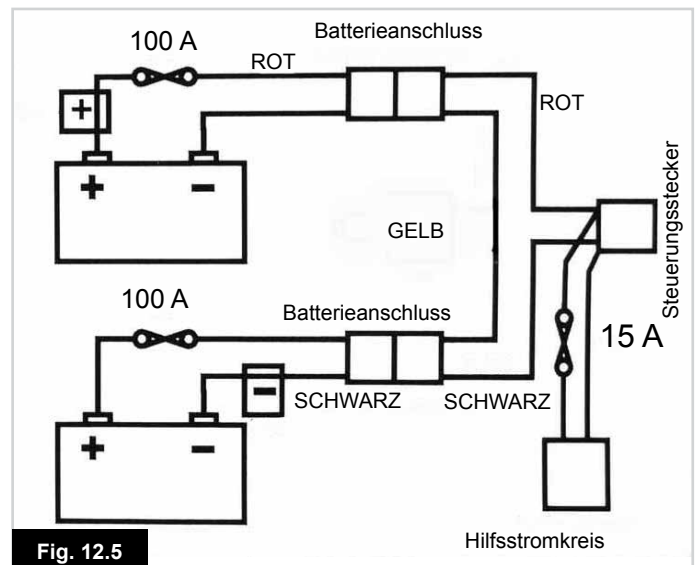 Batterieanschluss
100 A
ROT
ROT
+
+
−
GELB
Steuerungsstecker
100 A
Batterieanschluss
15 A
−
SCHWARZ
SCHWARZ
+
−
Hilfsstromkreis
Fig. 12.5